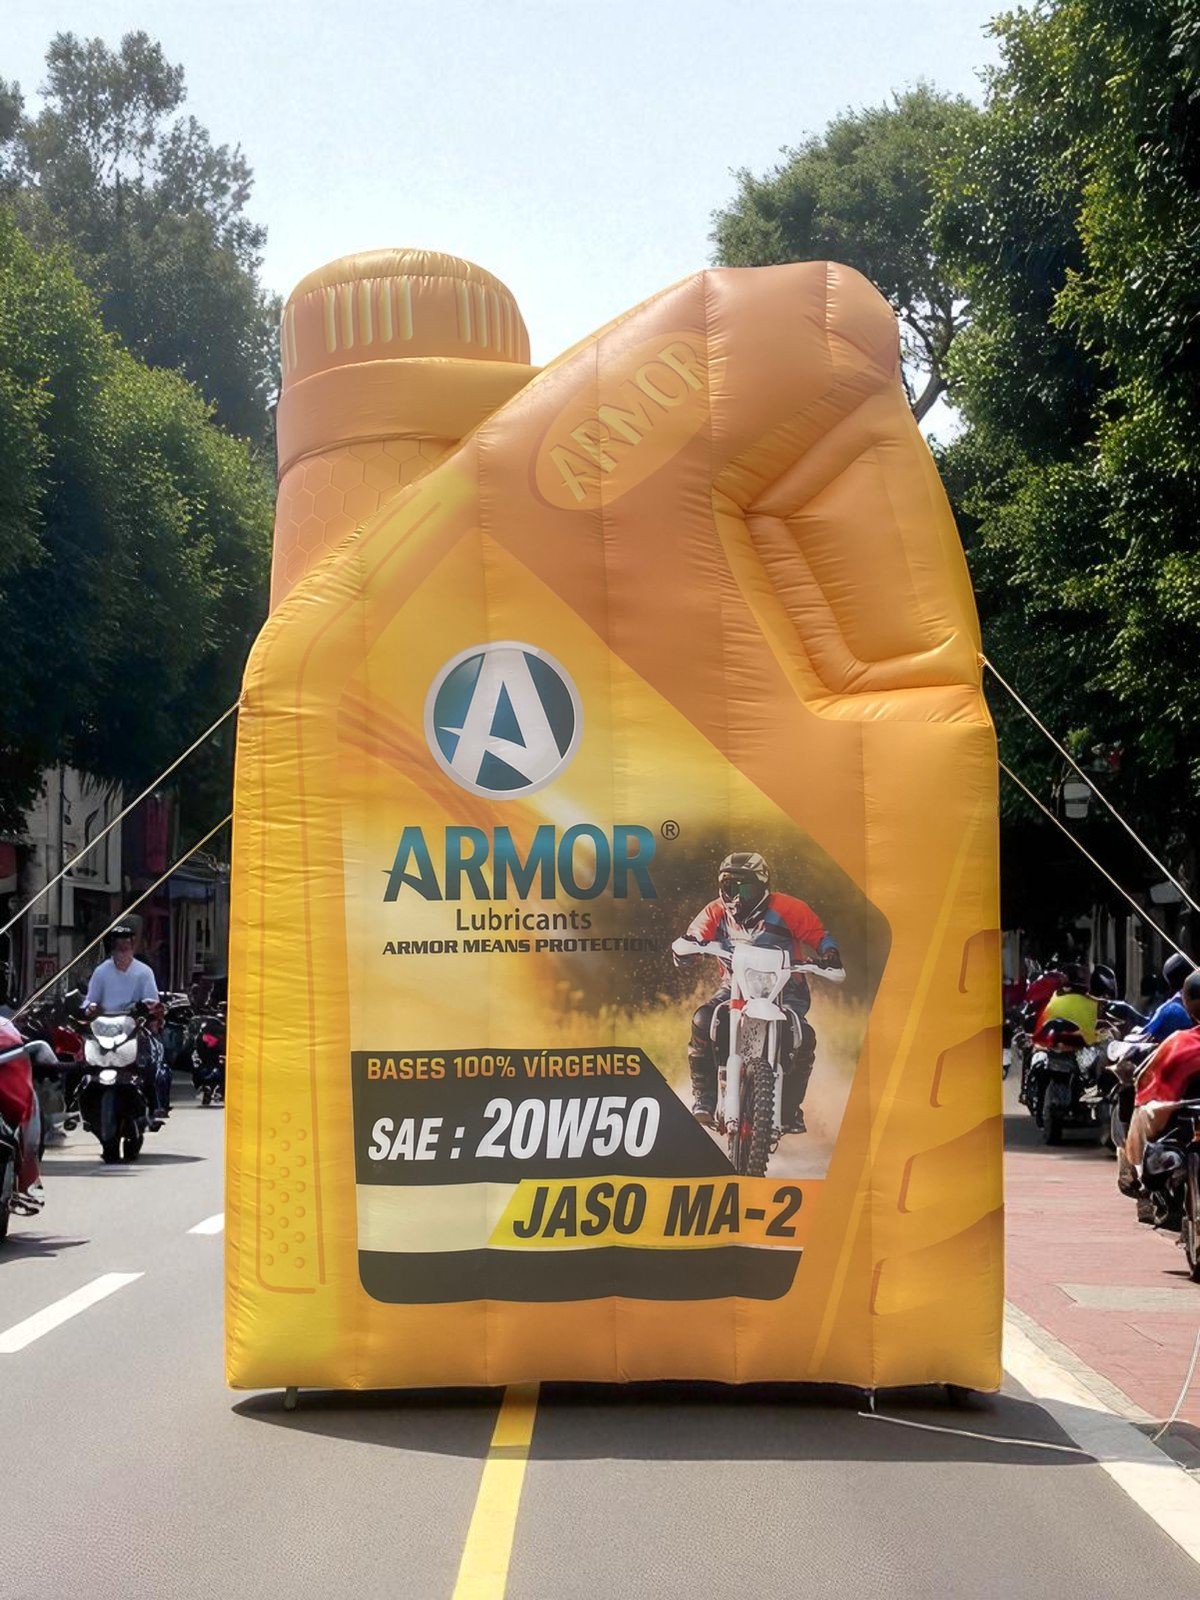 ARMOR
A
ARMOR®
Lubricants
ARMOR MEANS PROTECTION
BASES 100% VÍRGENES
SAE : 20W50
JASO MA-2